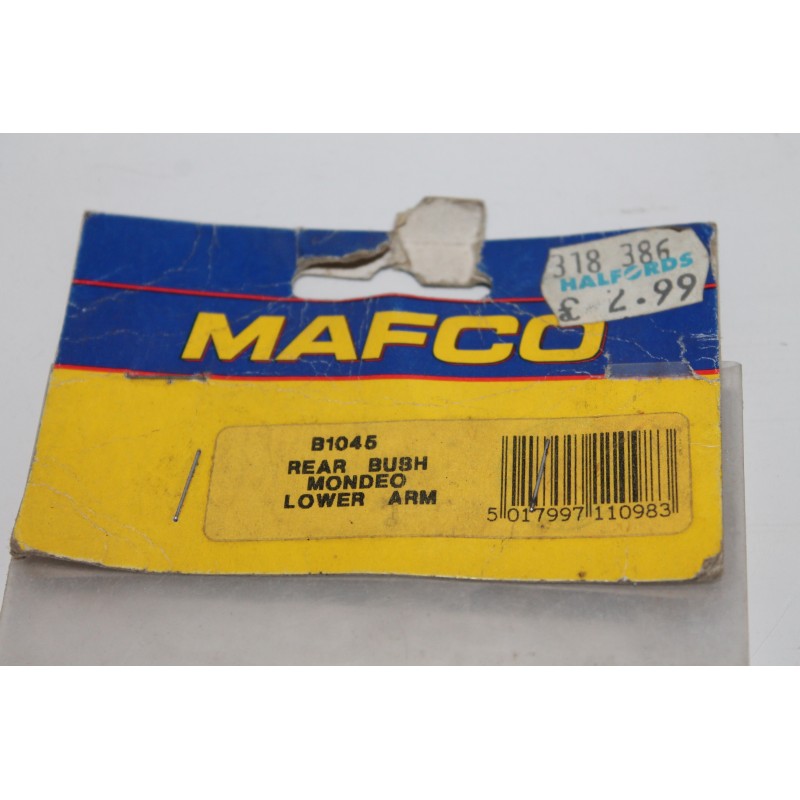 318 386
HALFORDS
£ 2.99
MAFCO
B1045
REAR BUSH
MONDEO
LOWER ARM
5 017997 110983